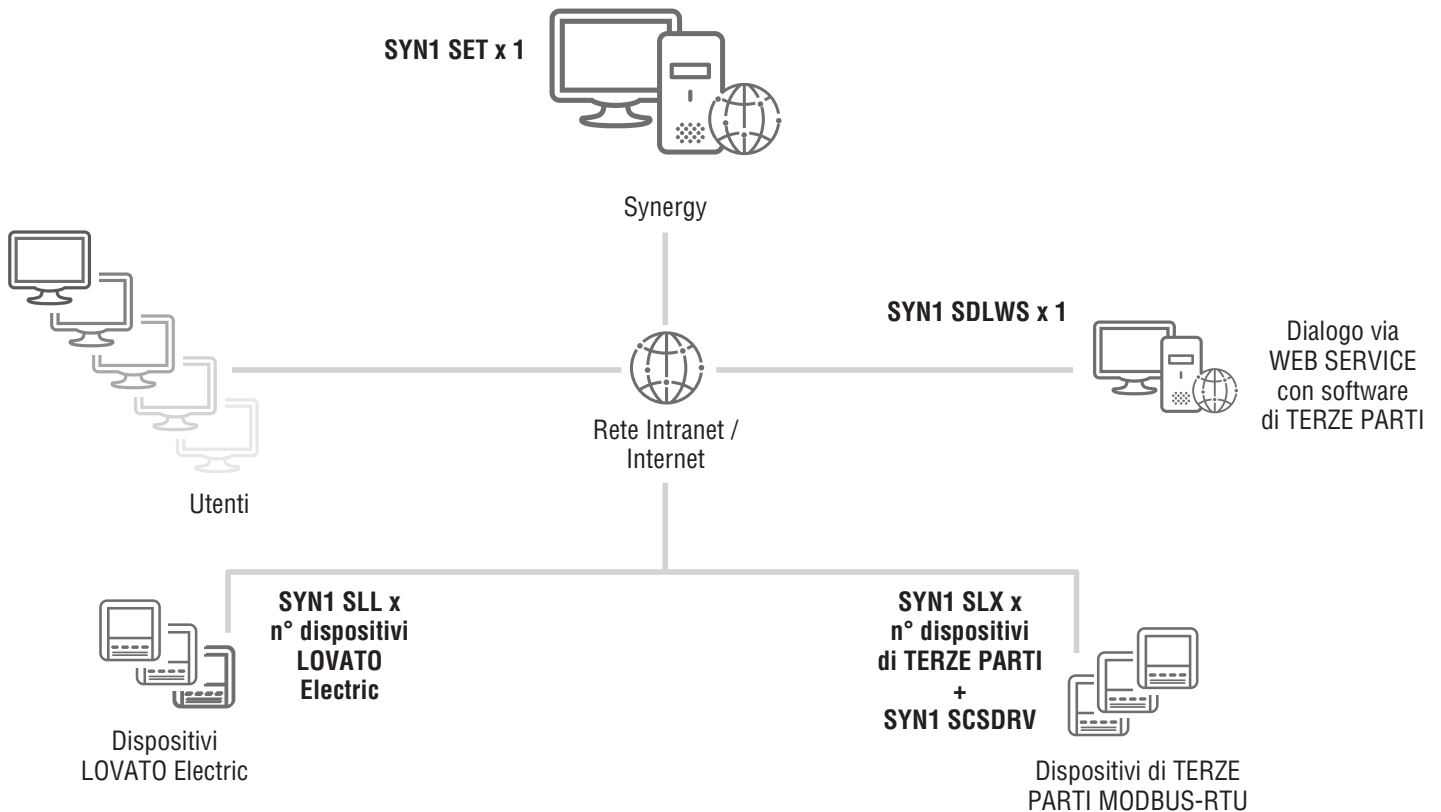 SYN1 SET x 1
Synergy
SYN1 SDLWS x 1
Dialogo via
WEB SERVICE
con software
di TERZE PARTI
Rete Intranet /
Internet
Utenti
SYN1 SLL x
n° dispositivi
LOVATO
Electric
SYN1 SLX x
n° dispositivi
di TERZE PARTI
+
SYN1 SCSDRV
Dispositivi
LOVATO Electric
Dispositivi di TERZE
PARTI MODBUS-RTU